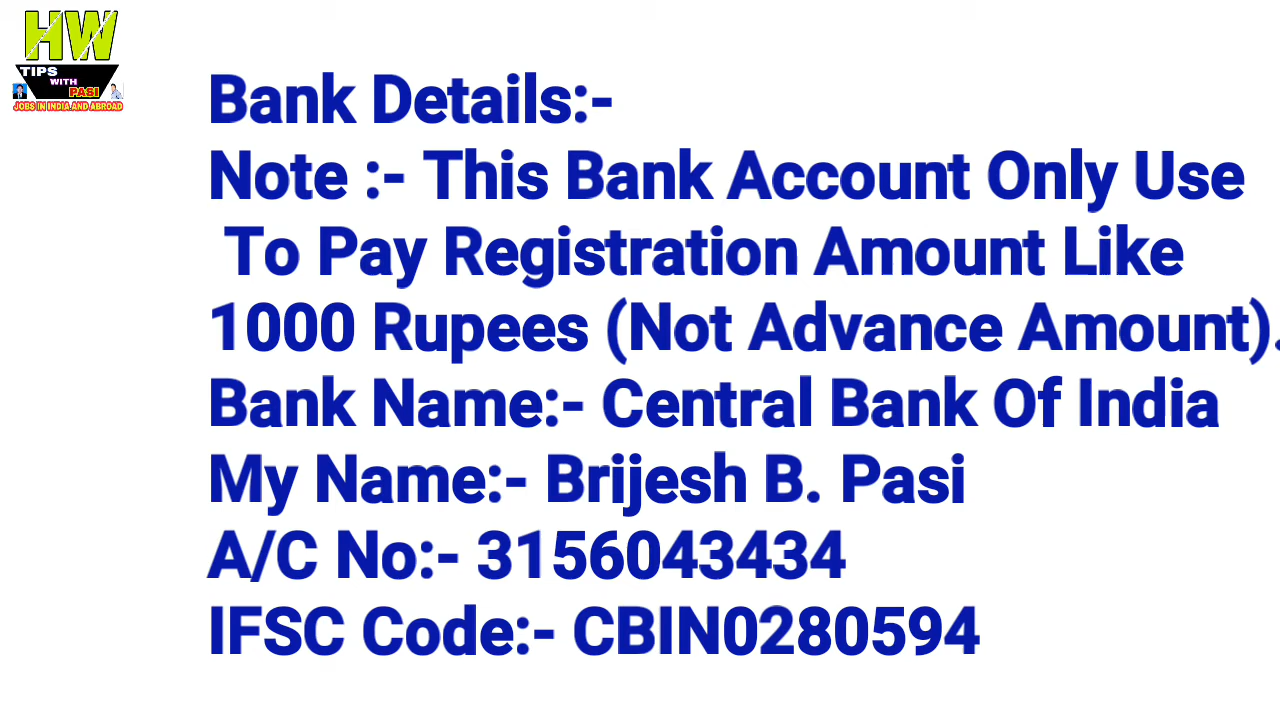 HW
TIPS
WITH
PASI
JOBS IN INDIA AND ABROAD
Bank Details:-
Note :- This Bank Account Only Use
To Pay Registration Amount Like
1000 Rupees (Not Advance Amount).
Bank Name:- Central Bank Of India
My Name:- Brijesh B. Pasi
A/C No:- 3156043434
IFSC Code:- CBIN0280594